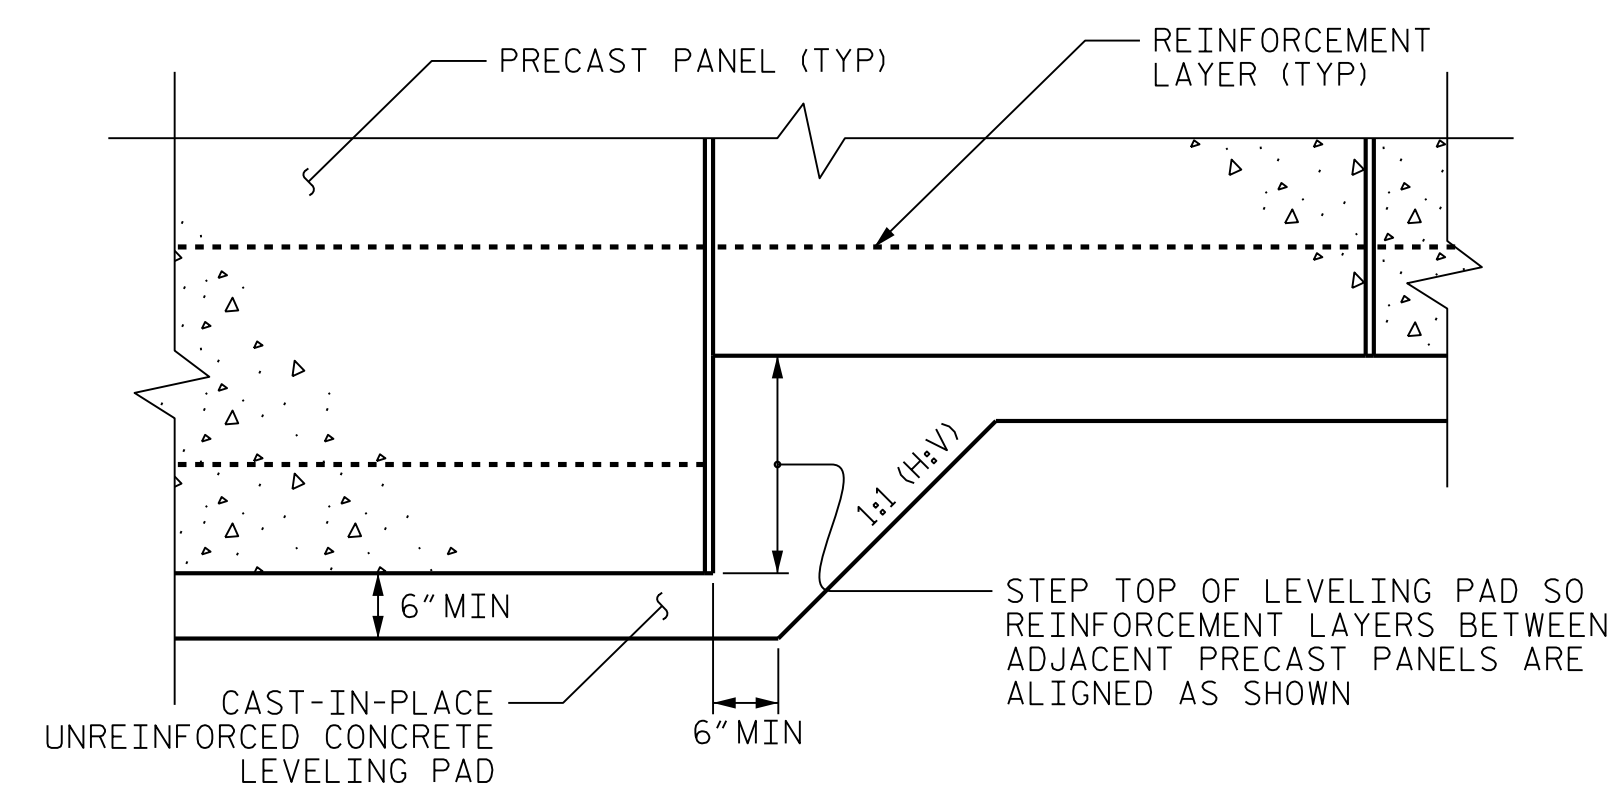 PRECAST PANEL (TYP)
REINFORCEMENT
LAYER (TYP)
1:1 (H:V)
6" MIN
STEP TOP OF LEVELING PAD SO
REINFORCEMENT LAYERS BETWEEN
ADJACENT PRECAST PANELS ARE
ALIGNED AS SHOWN
CAST-IN-PLACE
UNREINFORCED CONCRETE
LEVELING PAD
6" MIN